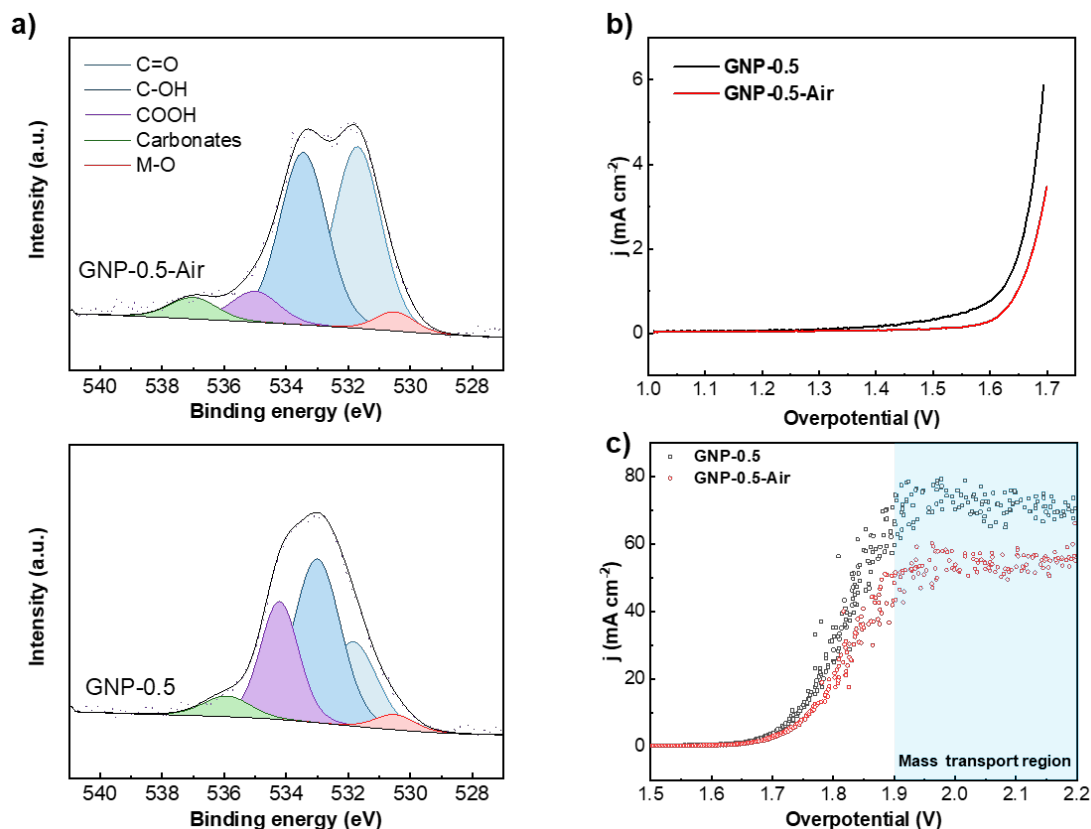 a)
C=O
C-OH
COOH
Carbonates
M-O
GNP-0.5-Air
Intensity (a.u.)
540 538 536 534 532 530 528
Binding energy (eV)
GNP-0.5
Intensity (a.u.)
540 538 536 534 532 530 528
Binding energy (eV)
b)
GNP-0.5
GNP-0.5-Air
j (mA cm⁻²)
6
4
2
0
1.0 1.1 1.2 1.3 1.4 1.5 1.6 1.7
Overpotential (V)
c)
GNP-0.5
GNP-0.5-Air
j (mA cm⁻²)
80
60
40
20
0
Mass transport region
1.5 1.6 1.7 1.8 1.9 2.0 2.1 2.2
Overpotential (V)